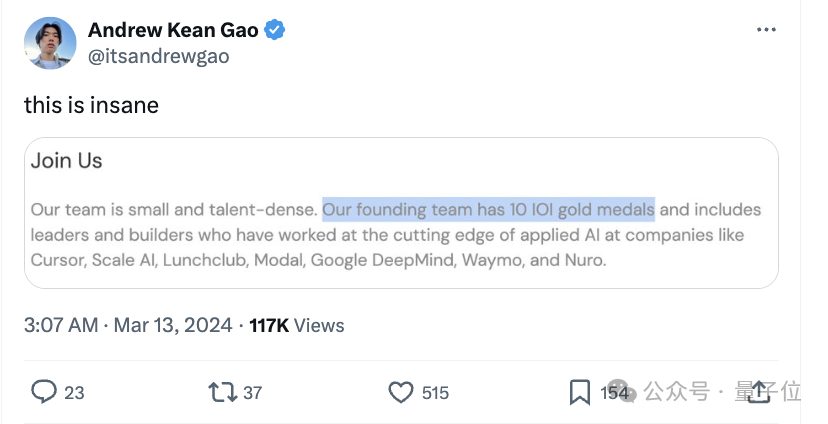 Andrew Kean Gao
@itsandrewgao
this is insane
Join Us
Our team is small and talent-dense. Our founding team has 10 IOI gold medals and includes
leaders and builders who have worked at the cutting edge of applied AI at companies like
Cursor, Scale AI, Lunchclub, Modal, Google DeepMind, Waymo, and Nuro.
3:07 AM · Mar 13, 2024 · 117K Views
23 37 515 154
公众号 · 量子位